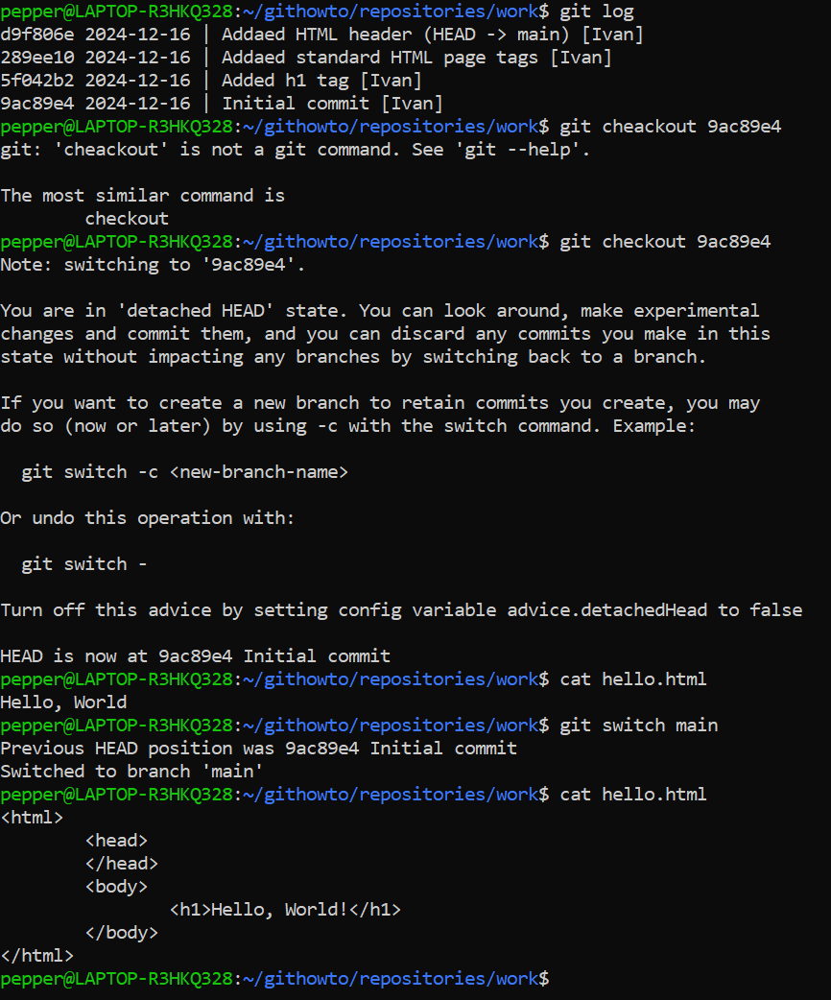 pepper@LAPTOP-R3HKQ328:~/githowto/repositories/work$ git log
d9f806e 2024-12-16 | Addaed HTML header (HEAD -> main) [Ivan]
289ee10 2024-12-16 | Addaed standard HTML page tags [Ivan]
5f042b2 2024-12-16 | Added h1 tag [Ivan]
9ac89e4 2024-12-16 | Initial commit [Ivan]
pepper@LAPTOP-R3HKQ328:~/githowto/repositories/work$ git cheackout 9ac89e4
git: 'cheackout' is not a git command. See 'git --help'.

The most similar command is
        checkout
pepper@LAPTOP-R3HKQ328:~/githowto/repositories/work$ git checkout 9ac89e4
Note: switching to '9ac89e4'.

You are in 'detached HEAD' state. You can look around, make experimental
changes and commit them, and you can discard any commits you make in this
state without impacting any branches by switching back to a branch.

If you want to create a new branch to retain commits you create, you may
do so (now or later) by using -c with the switch command. Example:

  git switch -c <new-branch-name>

Or undo this operation with:

  git switch -

Turn off this advice by setting config variable advice.detachedHead to false

HEAD is now at 9ac89e4 Initial commit
pepper@LAPTOP-R3HKQ328:~/githowto/repositories/work$ cat hello.html
Hello, World
pepper@LAPTOP-R3HKQ328:~/githowto/repositories/work$ git switch main
Previous HEAD position was 9ac89e4 Initial commit
Switched to branch 'main'
pepper@LAPTOP-R3HKQ328:~/githowto/repositories/work$ cat hello.html
<html>
        <head>
        </head>
        <body>
                <h1>Hello, World!</h1>
        </body>
</html>
pepper@LAPTOP-R3HKQ328:~/githowto/repositories/work$